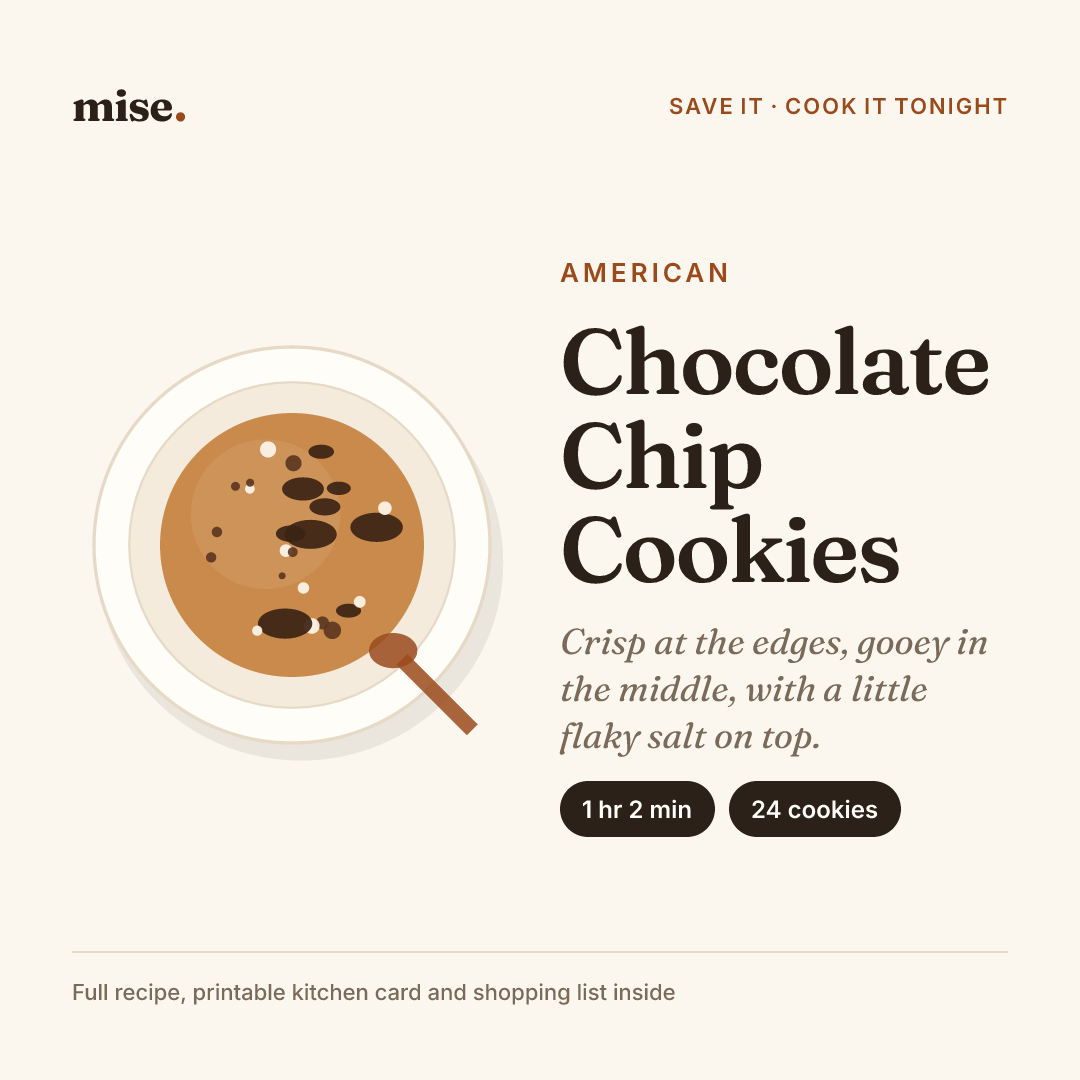 mise.
SAVE IT · COOK IT TONIGHT
AMERICAN
Chocolate
Chip
Cookies
Crisp at the edges, gooey in
the middle, with a little
flaky salt on top.
1 hr 2 min
24 cookies
Full recipe, printable kitchen card and shopping list inside